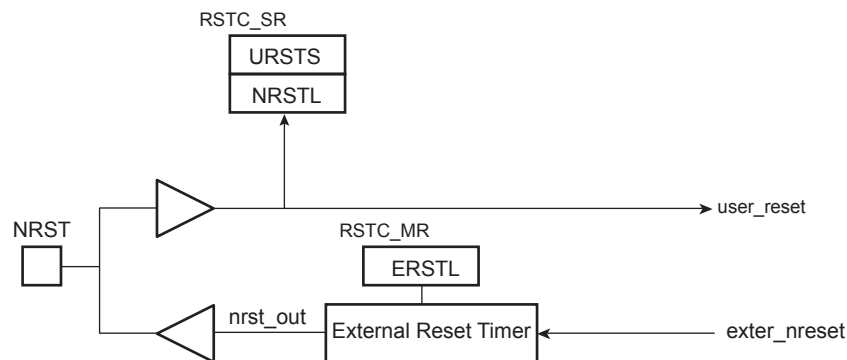 RSTC_SR
URSTS
NRSTL
user_reset
NRST
RSTC_MR
ERSTL
nrst_out
External Reset Timer
exter_nreset